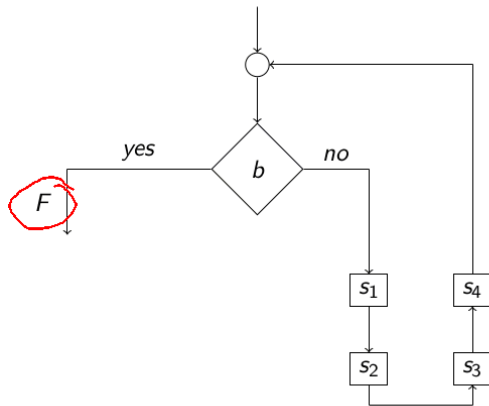 yes
no
b
F
s₁
s₄
s₂
s₃